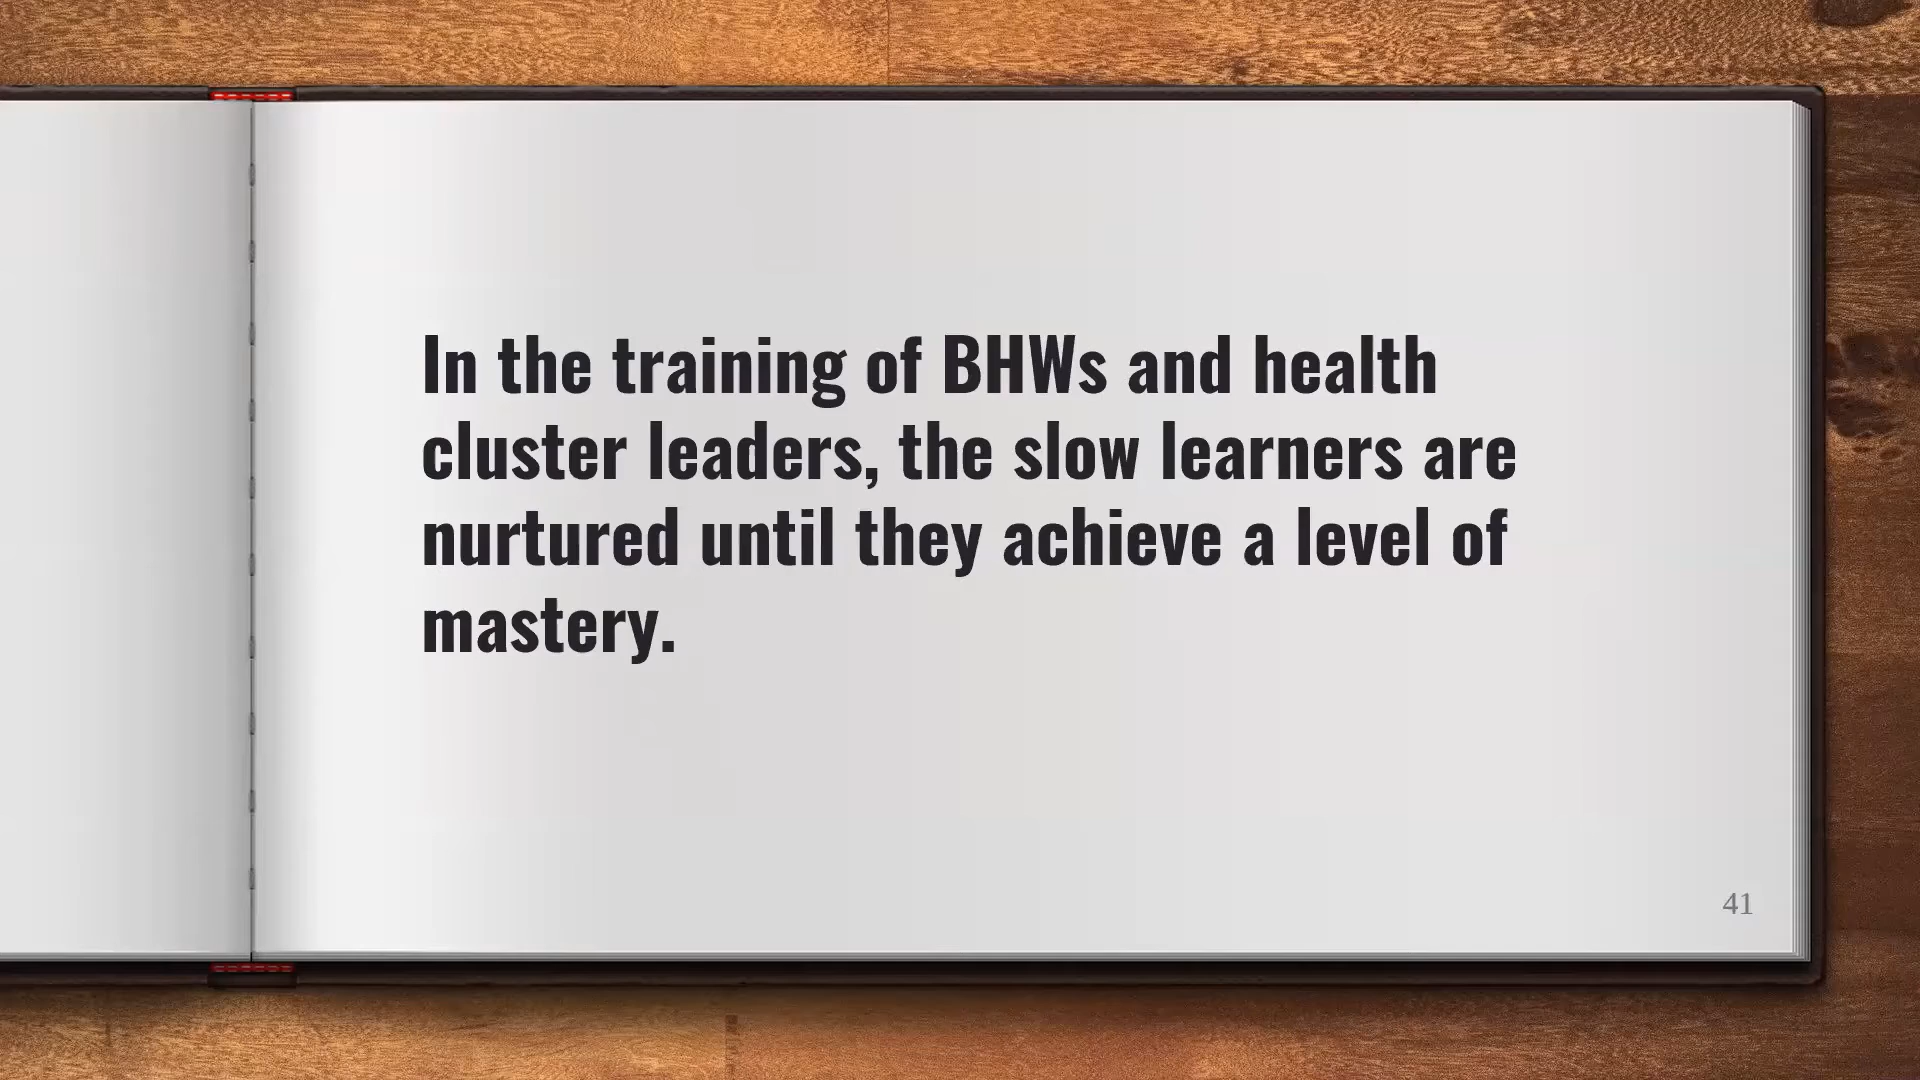 In the training of BHWs and health
cluster leaders, the slow learners are
nurtured until they achieve a level of
mastery.
41